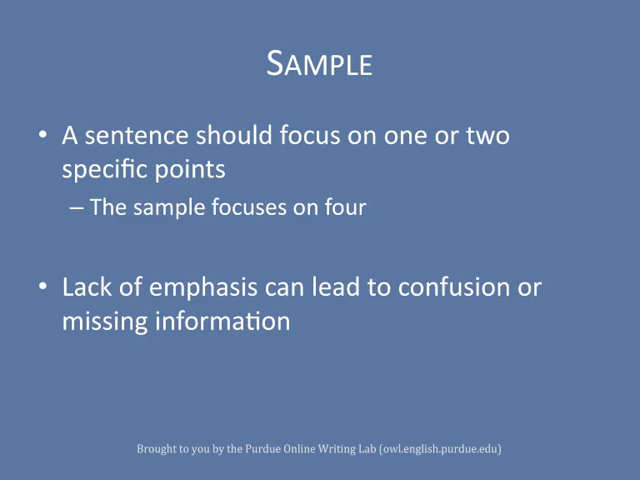 SAMPLE
• A sentence should focus on one or two
specific points
– The sample focuses on four
• Lack of emphasis can lead to confusion or
missing information
Brought to you by the Purdue Online Writing Lab (owl.english.purdue.edu)